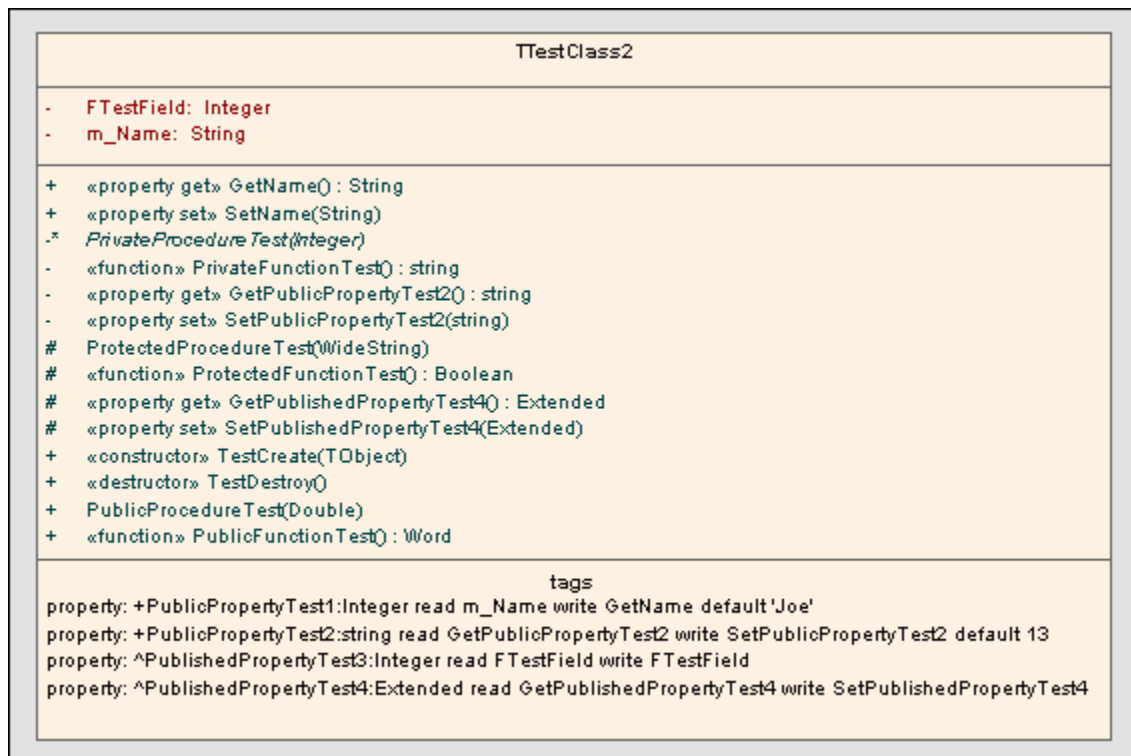 TTestClass2
- FTestField: Integer
- m_Name: String
+ «property get» GetName() : String
+ «property set» SetName(String)
-* PrivateProcedureTest(Integer)
- «function» PrivateFunctionTest() : string
- «property get» GetPublicPropertyTest2() : string
- «property set» SetPublicPropertyTest2(string)
# ProtectedProcedureTest(WideString)
# «function» ProtectedFunctionTest() : Boolean
# «property get» GetPublishedPropertyTest4() : Extended
# «property set» SetPublishedPropertyTest4(Extended)
+ «constructor» TestCreate(TObject)
+ «destructor» TestDestroy()
+ PublicProcedureTest(Double)
+ «function» PublicFunctionTest() : Word
tags
property: +PublicPropertyTest1:Integer read m_Name write GetName default 'Joe'
property: +PublicPropertyTest2:string read GetPublicPropertyTest2 write SetPublicPropertyTest2 default 13
property: ^PublishedPropertyTest3:Integer read FTestField write FTestField
property: ^PublishedPropertyTest4:Extended read GetPublishedPropertyTest4 write SetPublishedPropertyTest4